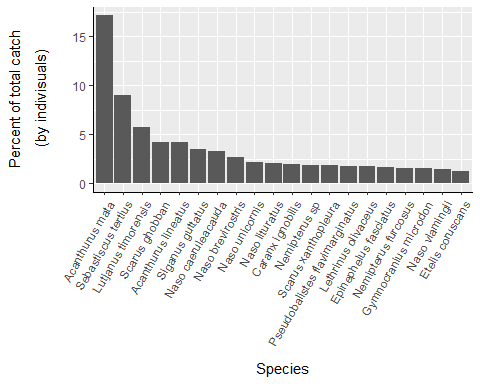 Percent of total catch
(by indivisuals)
15
10
5
0
Acanthurus mata
Sebastiscus tertius
Lutjanus timorensis
Scarus ghobban
Acanthurus lineatus
Siganus guttatus
Naso caeruleacauda
Naso brevirostris
Naso unicornis
Naso lituratus
Caranx ignobilis
Nemipterus sp
Scarus xanthopleura
Pseudobalistes flavimarginatus
Lethrinus olivaceus
Epinephelus fasciatus
Nemipterus furcosus
Gymnocranius microdon
Naso vlamingi
Etelis coruscans
Species